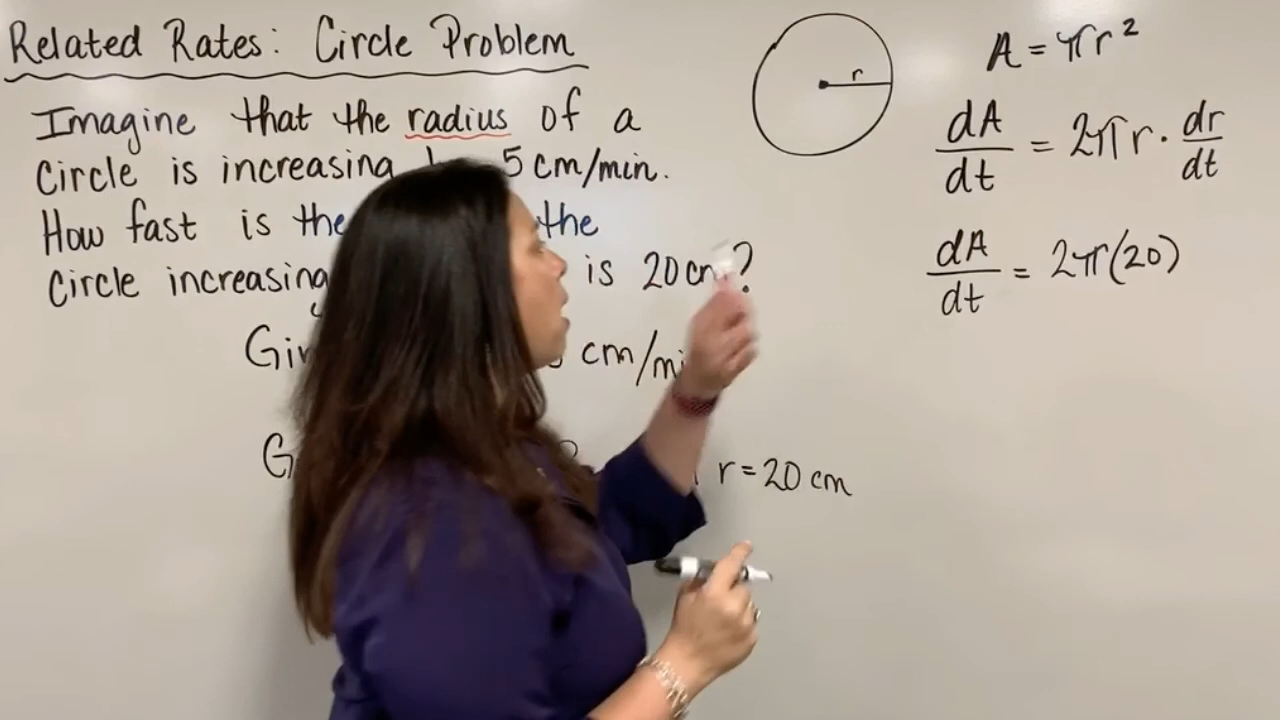 Related Rates: Circle Problem
Imagine that the radius of a
Circle is increasing 5 cm/min.
How fast is the the
Circle increasing is 20 cm?
cm/min
r = 20 cm
r
A = πr²
dA/dt = 2πr · dr/dt
dA/dt = 2π(20)